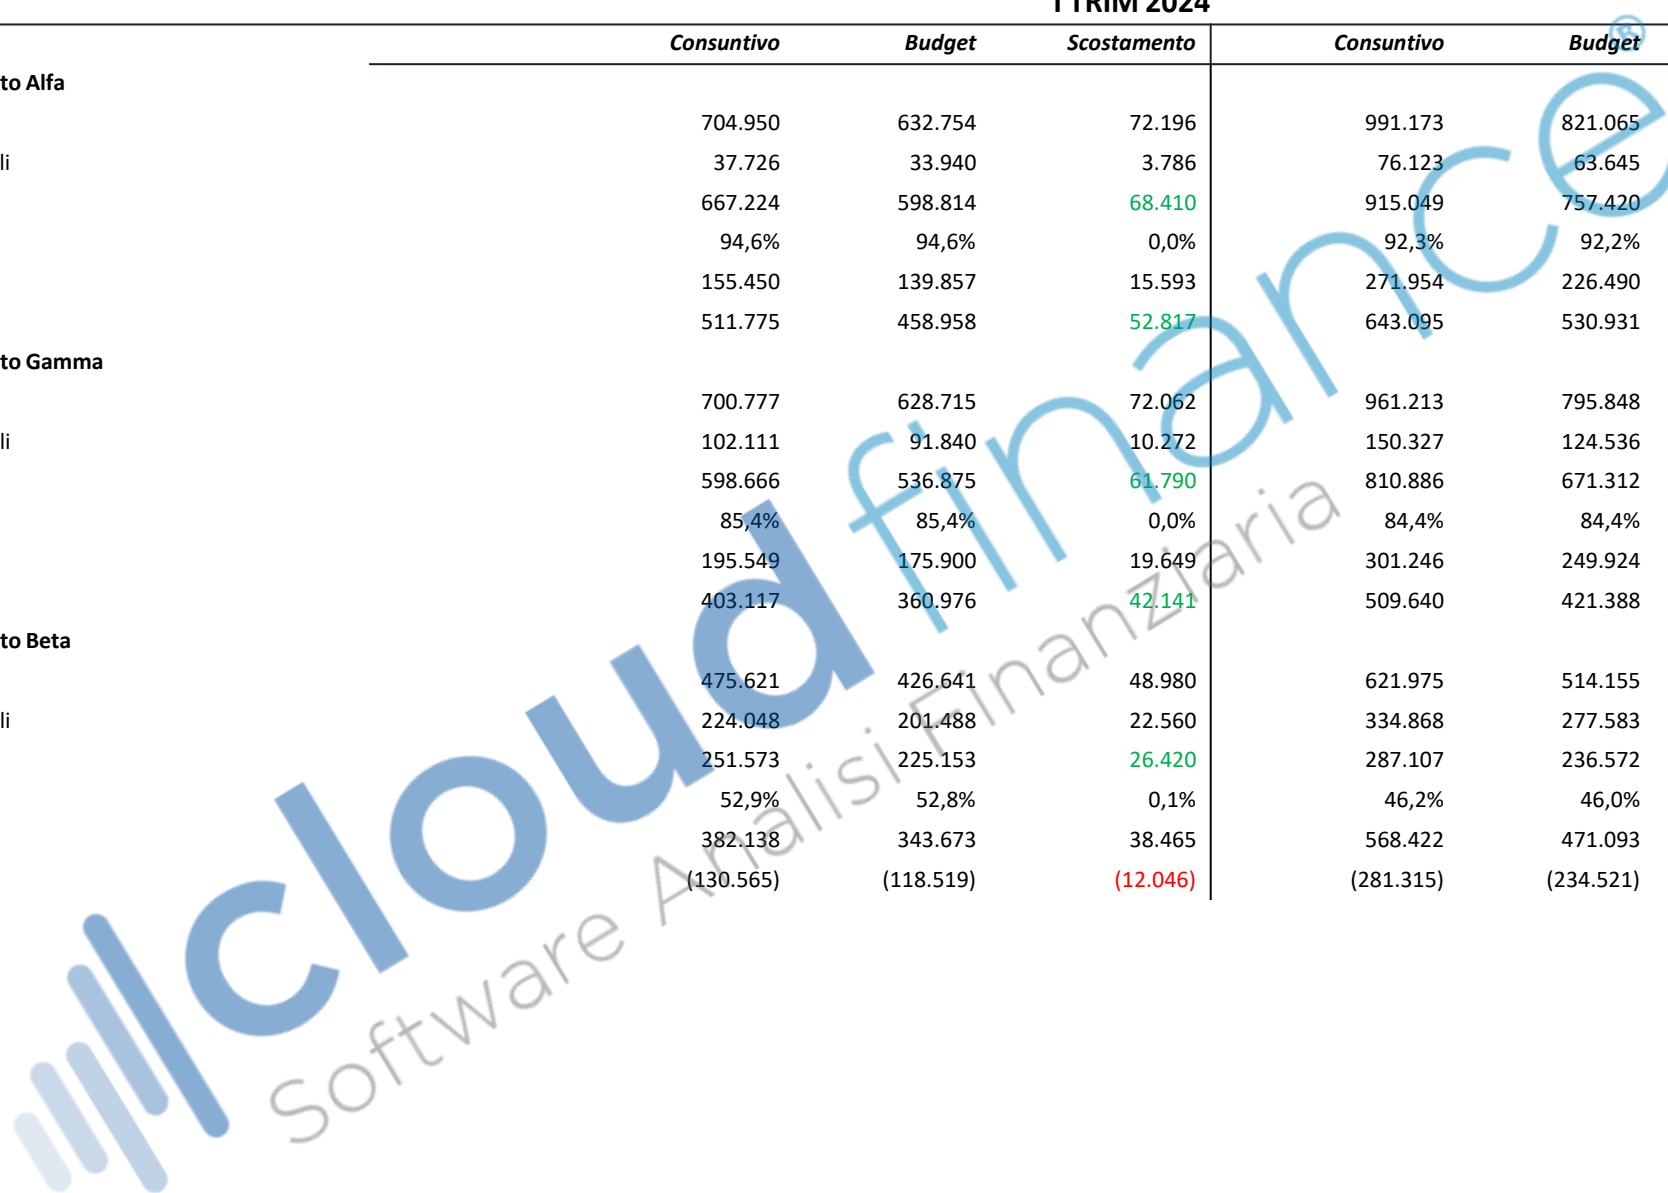 1 TRIM 2024
Consuntivo Budget Scostamento Consuntivo Budget
to Alfa
704.950 632.754 72.196 991.173 821.065
li 37.726 33.940 3.786 76.123 63.645
667.224 598.814 68.410 915.049 757.420
94,6% 94,6% 0,0% 92,3% 92,2%
155.450 139.857 15.593 271.954 226.490
511.775 458.958 52.817 643.095 530.931
to Gamma
700.777 628.715 72.062 961.213 795.848
li 102.111 91.840 10.272 150.327 124.536
598.666 536.875 61.790 810.886 671.312
85,4% 85,4% 0,0% 84,4% 84,4%
195.549 175.900 19.649 301.246 249.924
403.117 360.976 42.141 509.640 421.388
to Beta
475.621 426.641 48.980 621.975 514.155
li 224.048 201.488 22.560 334.868 277.583
251.573 225.153 26.420 287.107 236.572
52,9% 52,8% 0,1% 46,2% 46,0%
382.138 343.673 38.465 568.422 471.093
(130.565) (118.519) (12.046) (281.315) (234.521)
cloudfinance®
Software Analisi Finanziaria